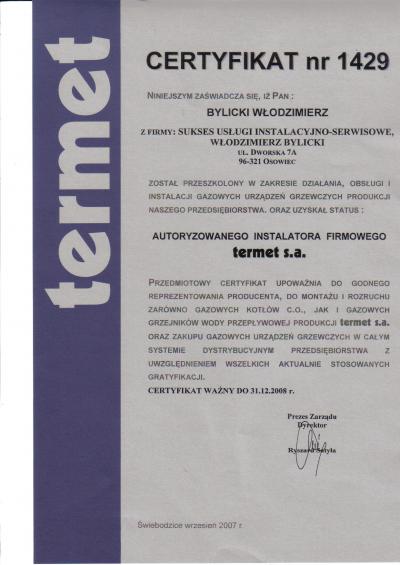 termet
CERTYFIKAT nr 1429
NINIEJSZYM ZAŚWIADCZA SIĘ, IŻ PAN :
BYLICKI WŁODZIMIERZ
Z FIRMY: SUKSES USŁUGI INSTALACYJNO-SERWISOWE,
WŁODZIMIERZ BYLICKI
UL. DWORSKA 7A
96-321 OSOWIEC
ZOSTAŁ PRZESZKOLONY W ZAKRESIE DZIAŁANIA, OBSŁUGI I
INSTALACJI GAZOWYCH URZĄDZEŃ GRZEWCZYCH PRODUKCJI
NASZEGO PRZEDSIĘBIORSTWA. ORAZ UZYSKAŁ STATUS :
AUTORYZOWANEGO INSTALATORA FIRMOWEGO
termet s.a.
PRZEDMIOTOWY CERTYFIKAT UPOWAŻNIA DO GODNEGO
REPREZENTOWANIA PRODUCENTA, DO MONTAŻU I ROZRUCHU
ZARÓWNO GAZOWYCH KOTŁÓW C.O., JAK I GAZOWYCH
GRZEJNIKÓW WODY PRZEPŁYWOWEJ PRODUKCJI termet s.a.
ORAZ ZAKUPU GAZOWYCH URZĄDZEŃ GRZEWCZYCH W CAŁYM
SYSTEMIE DYSTRYBUCYJNYM PRZEDSIĘBIORSTWA Z
UWZGLĘDNIENIEM WSZELKICH AKTUALNIE STOSOWANYCH
GRATYFIKACJI.
CERTYFIKAT WAŻNY DO 31.12.2008 r.
Prezes Zarządu
Dyrektor
Ryszard Satyła
Świebodzice wrzesień 2007 r.